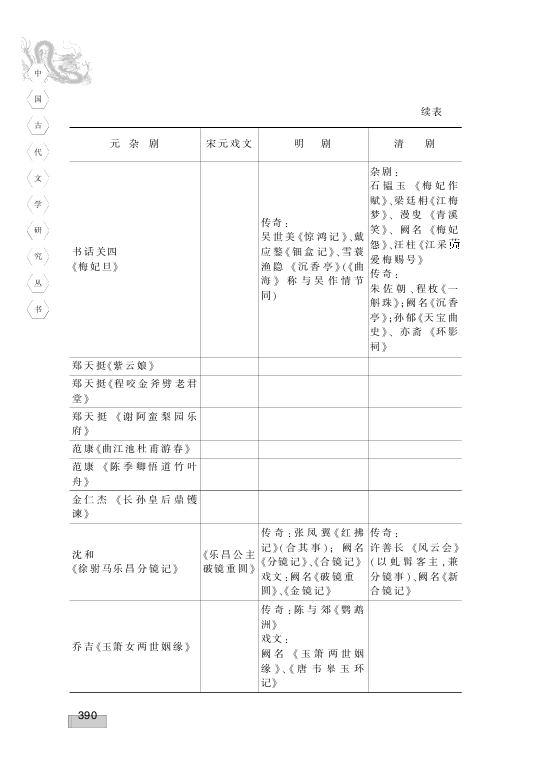 中
国
古
代
文
学
研
究
丛
书
续表
元 杂 剧
宋元戏文
明 剧
清 剧
书话关四
《梅妃旦》
传奇:
吴世美《惊鸿记》、戴
应鳌《钿盒记》、雪蓑
渔隐《沉香亭》(《曲
海》称与吴作情节
同)
杂剧:
石韫玉《梅妃作
赋》、梁廷枏《江梅
梦》、漫叟《青溪
笑》、阙名《梅妃
怨》、汪柱《江采蘋
爱梅赐号》
传奇:
朱佐朝、程枚《一
斛珠》;阙名《沉香
亭》;孙郁《天宝曲
史》、亦斋《环影
祠》
郑天挺《紫云娘》
郑天挺《程咬金斧劈老君
堂》
郑天挺《谢阿蛮梨园乐
府》
范康《曲江池杜甫游春》
范康《陈季卿悟道竹叶
舟》
金仁杰《长孙皇后鼎镬
谏》
沈和
《徐驸马乐昌分镜记》
《乐昌公主
破镜重圆》
传奇:张凤翼《红拂
记》(合其事); 阙名
《分镜记》、《合镜记》
戏文:阙名《破镜重
圆》、《金镜记》
传奇:
许善长《风云会》
(以虬髯客主,兼
分镜事)、阙名《新
合镜记》
乔吉《玉箫女两世姻缘》
传奇:陈与郊《鹦鹉
洲》
戏文:
阙名《玉箫两世姻
缘》、《唐韦皋玉环
记》
390